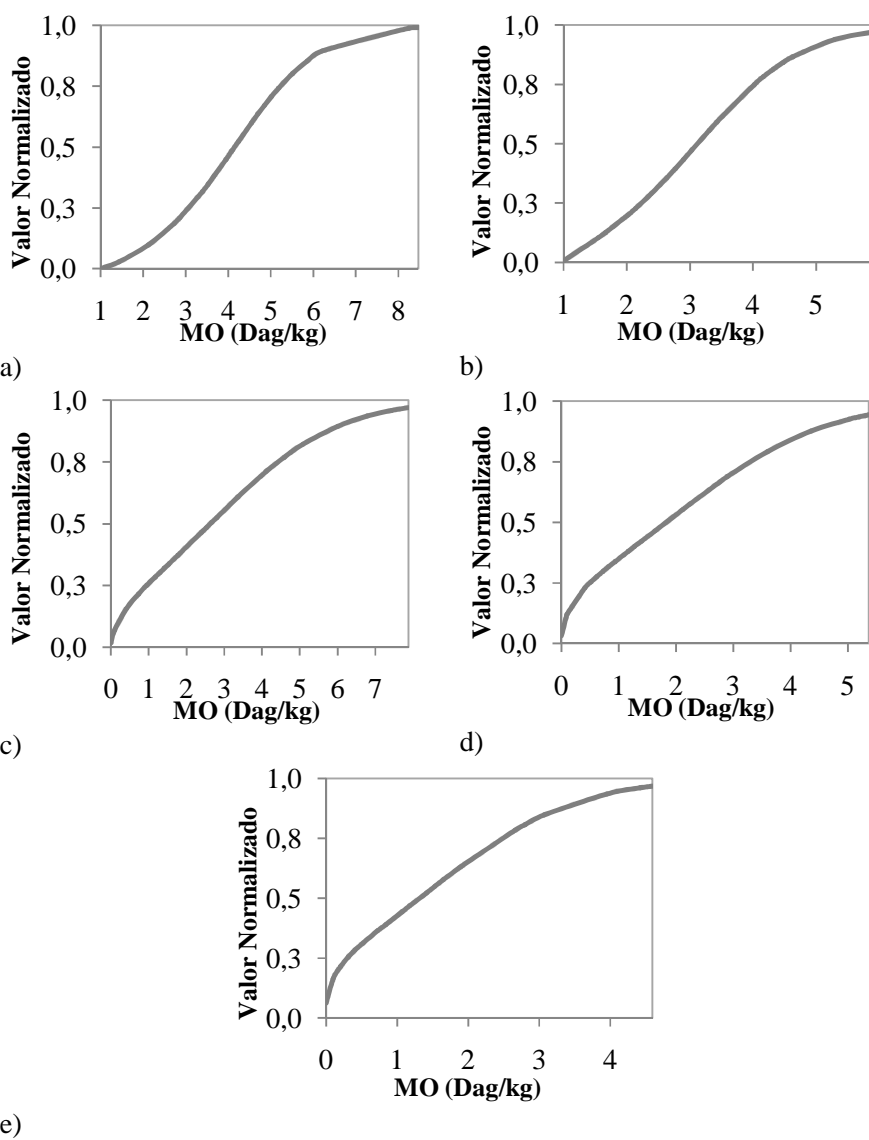 1,0
0,8
0,5
0,3
0,0
Valor Normalizado
1 2 3 4 5 6 7 8
MO (Dag/kg)
a)
1,0
0,8
0,5
0,3
0,0
Valor Normalizado
1 2 3 4 5
MO (Dag/kg)
b)
1,0
0,8
0,5
0,3
0,0
Valor Normalizado
0 1 2 3 4 5 6 7
MO (Dag/kg)
c)
1,0
0,8
0,5
0,3
0,0
Valor Normalizado
0 1 2 3 4 5
MO (Dag/kg)
d)
1,0
0,8
0,5
0,3
0,0
Valor Normalizado
0 1 2 3 4
MO (Dag/kg)
e)